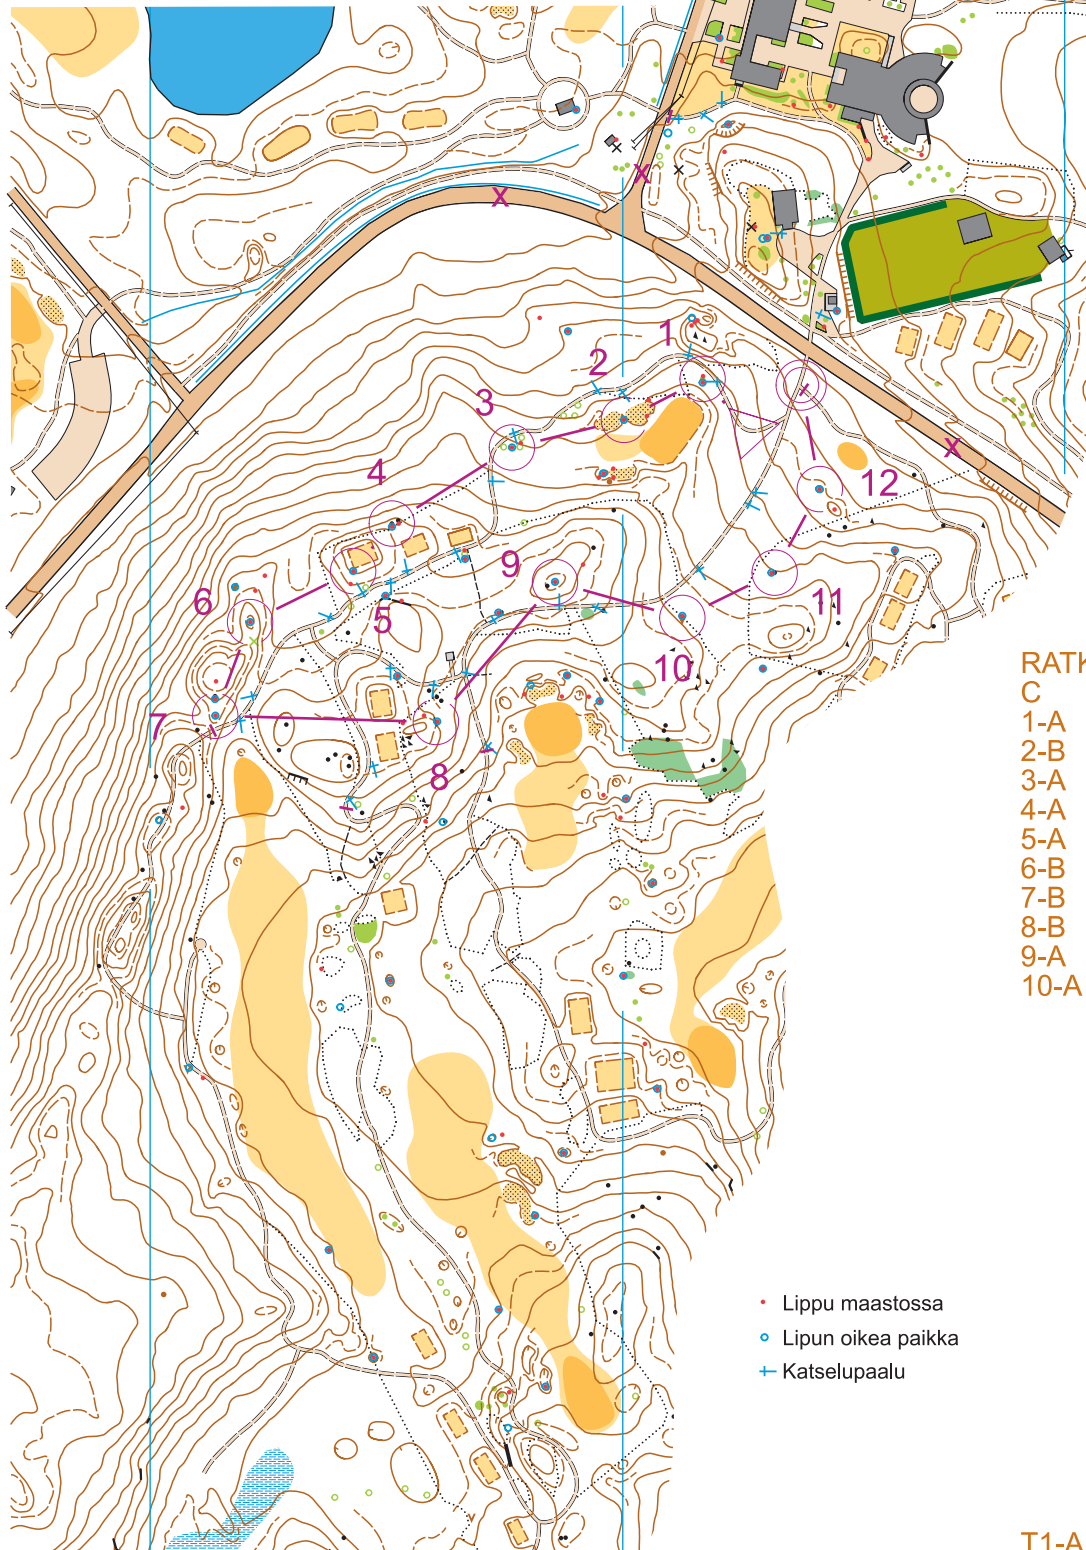 X
X
1
2
3
X
4
12
9
6
11
5
10
7
8
RATK
C
1-A
2-B
3-A
4-A
5-A
6-B
7-B
8-B
9-A
10-A
Lippu maastossa
Lipun oikea paikka
Katselupaalu
T1-A